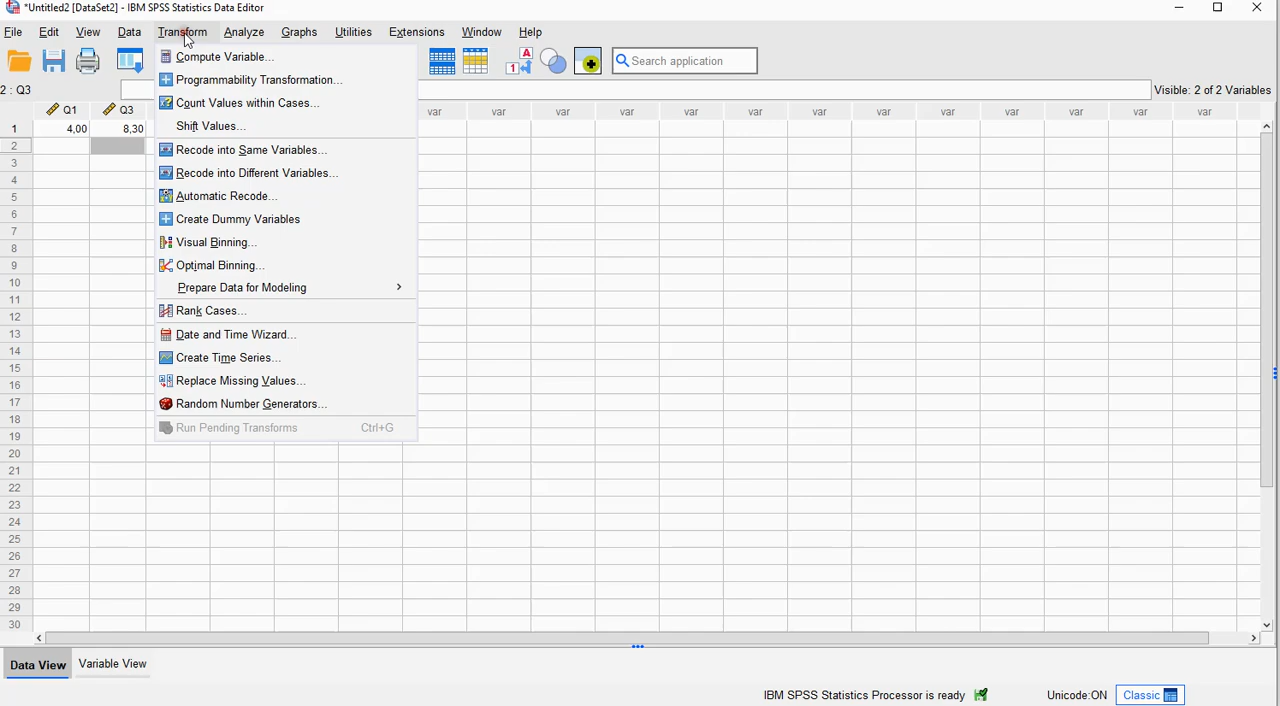 *Untitled2 [DataSet2] - IBM SPSS Statistics Data Editor
File Edit View Data Transform Analyze Graphs Utilities Extensions Window Help
Search application
2 : Q3
Visible: 2 of 2 Variables
Q1 Q3 var var var var var var var var var var var var var
1 4,00 8,30
2
3
4
5
6
7
8
9
10
11
12
13
14
15
16
17
18
19
20
21
22
23
24
25
26
27
28
29
30
Compute Variable...
Programmability Transformation...
Count Values within Cases...
Shift Values...
Recode into Same Variables...
Recode into Different Variables...
Automatic Recode...
Create Dummy Variables
Visual Binning...
Optimal Binning...
Prepare Data for Modeling
Rank Cases...
Date and Time Wizard...
Create Time Series...
Replace Missing Values...
Random Number Generators...
Run Pending Transforms Ctrl+G
Data View Variable View
IBM SPSS Statistics Processor is ready Unicode:ON Classic